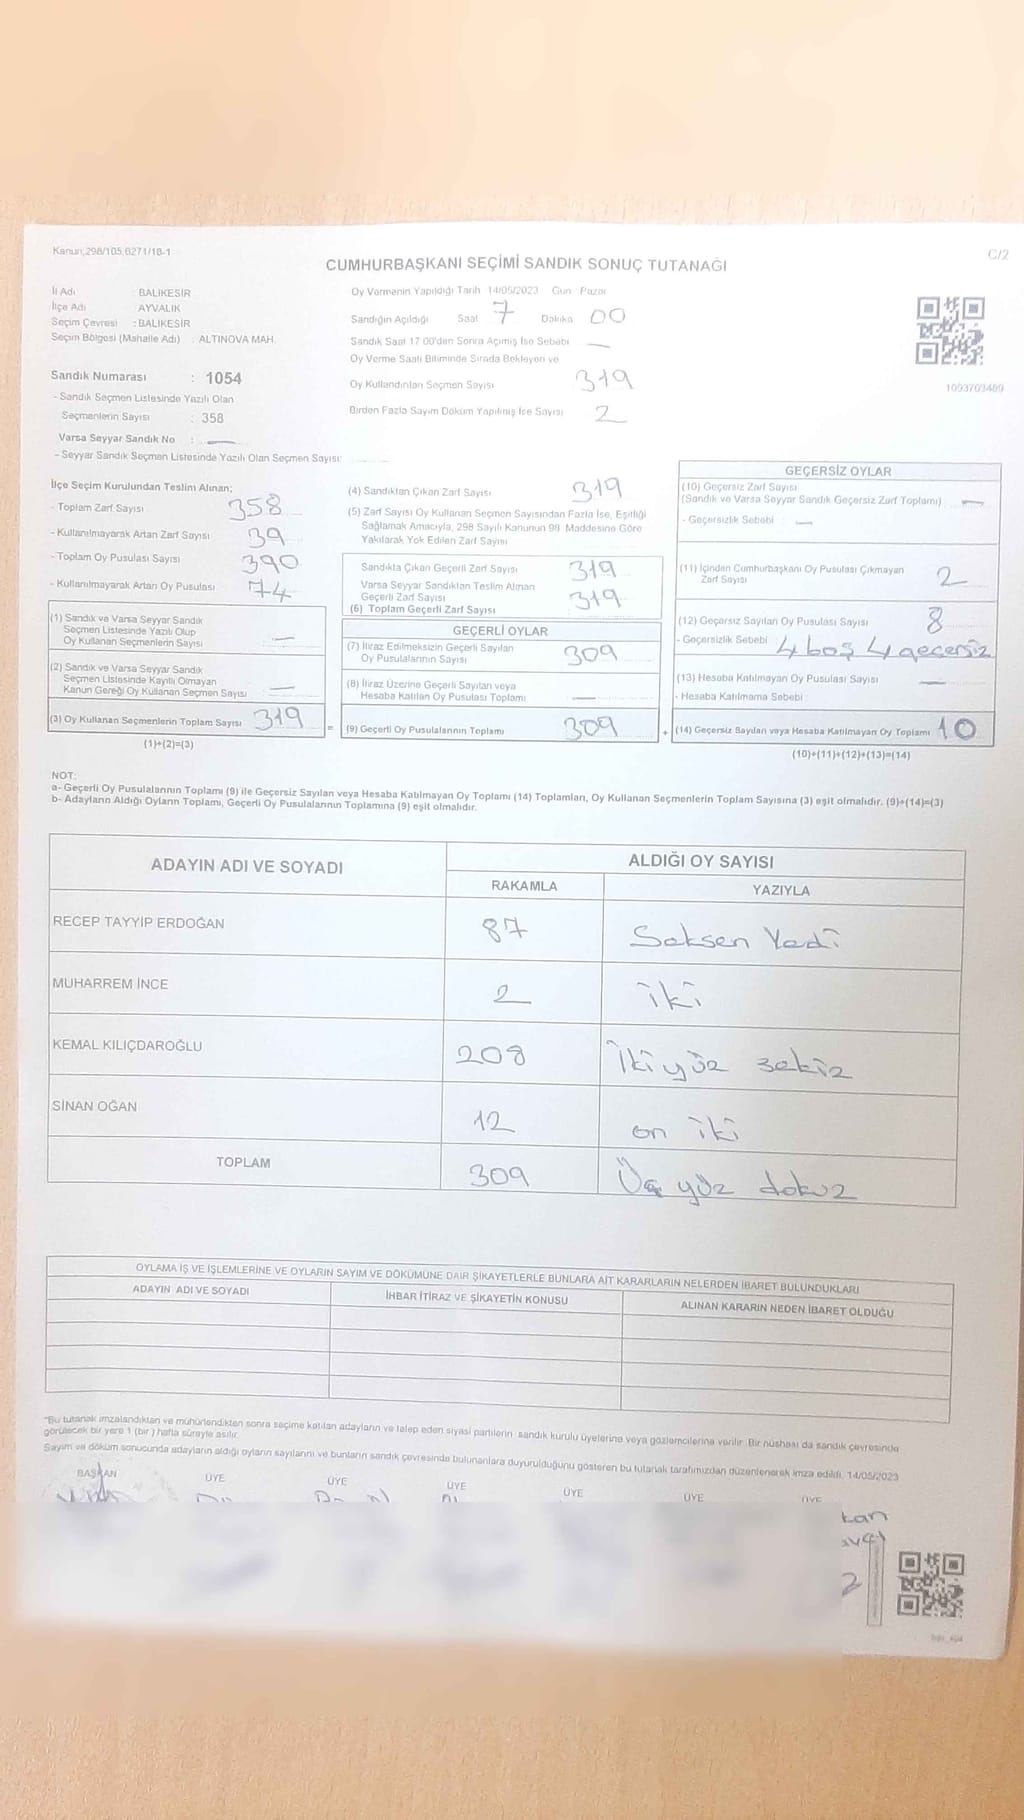 Kanun;298/105,6271/18-1
C/2
CUMHURBAŞKANI SEÇİMİ SANDIK SONUÇ TUTANAĞI
İl Adı : BALIKESİR
İlçe Adı : AYVALIK
Seçim Çevresi : BALIKESİR
Seçim Bölgesi (Mahalle Adı) : ALTINOVA MAH.
Sandık Numarası : 1054
- Sandık Seçmen Listesinde Yazılı Olan
Seçmenlerin Sayısı : 358
Varsa Seyyar Sandık No : —
- Seyyar Sandık Seçmen Listesinde Yazılı Olan Seçmen Sayısı:
Oy Vermenin Yapıldığı Tarih 14/05/2023 Gün Pazar
Sandığın Açıldığı Saat 7 Dakika 00
Sandık Saat 17:00'den Sonra Açımış İse Sebebi —
Oy Verme Saati Bitiminde Sırada Bekleyen ve
Oy Kullandırılan Seçmen Sayısı 319
Birden Fazla Sayım Döküm Yapılmış İse Sayısı 2
1093703489
İlçe Seçim Kurulundan Teslim Alınan;
- Toplam Zarf Sayısı 358
- Kullanılmayarak Artan Zarf Sayısı 39
- Toplam Oy Pusulası Sayısı 390
- Kullanılmayarak Artan Oy Pusulası 74
(1) Sandık ve Varsa Seyyar Sandık
Seçmen Listesinde Yazılı Olup
Oy Kullanan Seçmenlerin Sayısı —
(2) Sandık ve Varsa Seyyar Sandık
Seçmen Listesinde Kayıtlı Olmayan
Kanun Gereği Oy Kullanan Seçmen Sayısı —
(3) Oy Kullanan Seçmenlerin Toplam Sayısı 319
(1)+(2)=(3)
(4) Sandıktan Çıkan Zarf Sayısı 319
(5) Zarf Sayısı Oy Kullanan Seçmen Sayısından Fazla İse, Eşitliği
Sağlamak Amacıyla, 298 Sayılı Kanunun 98. Maddesine Göre
Yakılarak Yok Edilen Zarf Sayısı
Sandıkta Çıkan Geçerli Zarf Sayısı 319
Varsa Seyyar Sandıktan Teslim Alınan
Geçerli Zarf Sayısı 319
(6) Toplam Geçerli Zarf Sayısı
GEÇERLİ OYLAR
(7) İtiraz Edilmeksizin Geçerli Sayılan
Oy Pusulalarının Sayısı 309
(8) İtiraz Üzerine Geçerli Sayılan veya
Hesaba Katılan Oy Pusulası Toplamı —
= (9) Geçerli Oy Pusulalarının Toplamı 309
GEÇERSİZ OYLAR
(10) Geçersiz Zarf Sayısı
(Sandık ve Varsa Seyyar Sandık Geçersiz Zarf Toplamı) —
- Geçersizlik Sebebi : —
(11) İçinden Cumhurbaşkanı Oy Pusulası Çıkmayan
Zarf Sayısı 2
(12) Geçersiz Sayılan Oy Pusulası Sayısı 8
- Geçersizlik Sebebi 4 boş 4 geçersiz
(13) Hesaba Katılmayan Oy Pusulası Sayısı —
- Hesaba Katılmama Sebebi
+ (14) Geçersiz Sayılan veya Hesaba Katılmayan Oy Toplamı 10
(10)+(11)+(12)+(13)=(14)
NOT:
a- Geçerli Oy Pusulalarının Toplamı (9) ile Geçersiz Sayılan veya Hesaba Katılmayan Oy Toplamı (14) Toplamları, Oy Kullanan Seçmenlerin Toplam Sayısına (3) eşit olmalıdır. (9)+(14)=(3)
b- Adayların Aldığı Oyların Toplamı, Geçerli Oy Pusulalarının Toplamına (9) eşit olmalıdır.
ADAYIN ADI VE SOYADI
ALDIĞI OY SAYISI
RAKAMLA YAZIYLA
RECEP TAYYİP ERDOĞAN 87 Seksen Yedi
MUHARREM İNCE 2 iki
KEMAL KILIÇDAROĞLU 208 İki yüz sekiz
SİNAN OĞAN 12 on iki
TOPLAM 309 Üç yüz dokuz
OYLAMA İŞ VE İŞLEMLERİNE VE OYLARIN SAYIM VE DÖKÜMÜNE DAİR ŞİKAYETLERLE BUNLARA AİT KARARLARIN NELERDEN İBARET BULUNDUKLARI
ADAYIN ADI VE SOYADI İHBAR İTİRAZ VE ŞİKAYETİN KONUSU ALINAN KARARIN NEDEN İBARET OLDUĞU
"Bu tutanak imzalandıktan ve mühürlendikten sonra seçime katılan adayların ve talep eden siyasi partilerin sandık kurulu üyelerine veya gözlemcilerine verilir. Bir nüshası da sandık çevresinde
görülecek bir yere 1 (bir) hafta süreyle asılır.
Sayım ve döküm sonucunda adayların aldığı oyların sayılarını ve bunların sandık çevresinde bulunanlara duyurulduğunu gösteren bu tutanak tarafımızdan düzenlenerek imza edildi. 14/05/2023
BAŞKAN ÜYE ÜYE ÜYE ÜYE ÜYE ÜYE